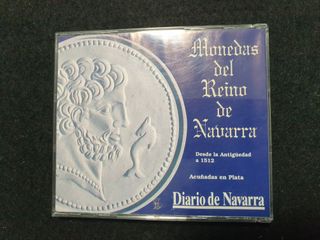 Monedas
del
Reino
de
Navarra
Desde la Antigüedad
a 1512
Acuñadas en Plata
Diario de Navarra